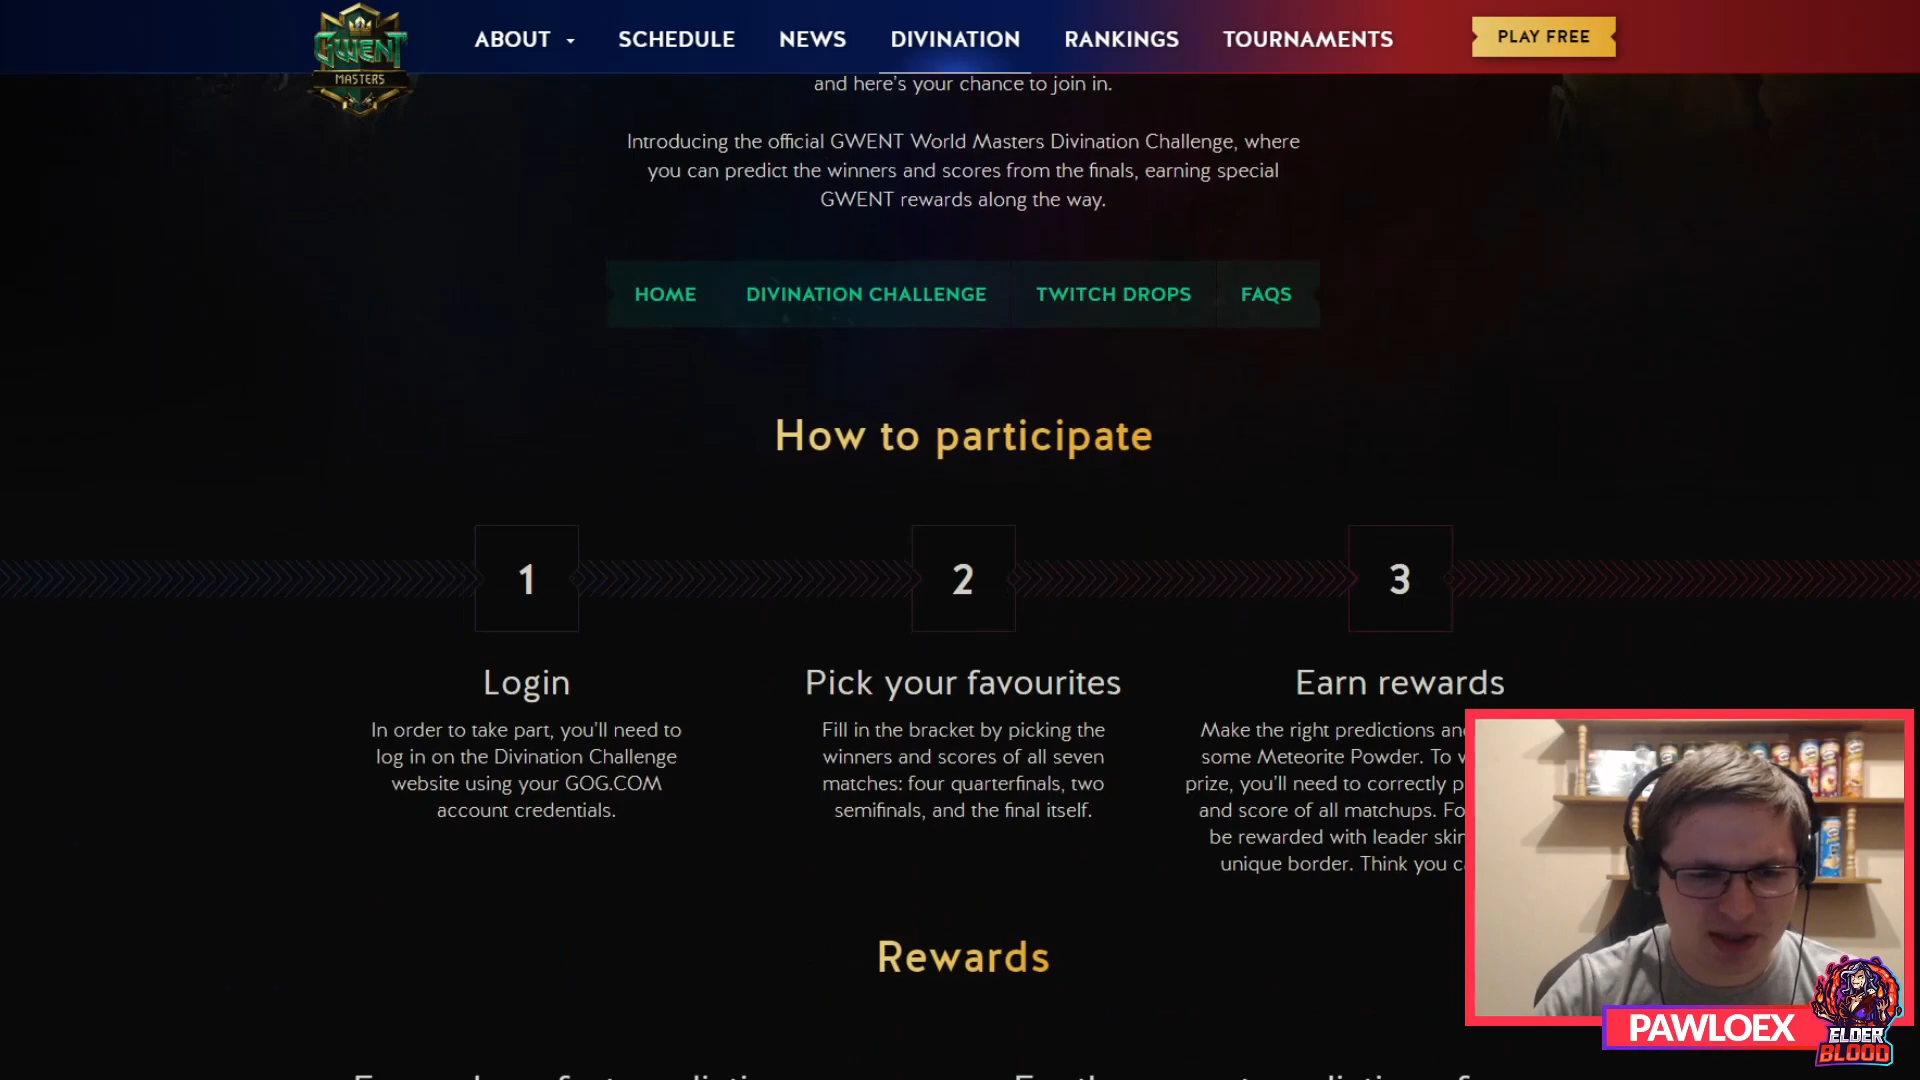 GWENT
MASTERS
ABOUT
SCHEDULE
NEWS
DIVINATION
RANKINGS
TOURNAMENTS
PLAY FREE
and here's your chance to join in.
Introducing the official GWENT World Masters Divination Challenge, where
you can predict the winners and scores from the finals, earning special
GWENT rewards along the way.
HOME
DIVINATION CHALLENGE
TWITCH DROPS
FAQS
How to participate
1
2
3
Login
In order to take part, you'll need to
log in on the Divination Challenge
website using your GOG.COM
account credentials.
Pick your favourites
Fill in the bracket by picking the
winners and scores of all seven
matches: four quarterfinals, two
semifinals, and the final itself.
Earn rewards
Make the right predictions
some Meteorite Powder. To
prize, you'll need to correctly
and score of all matchups.
be rewarded with leader
unique border. Think you
Rewards
PAWLOEX
ELDER
BLOOD